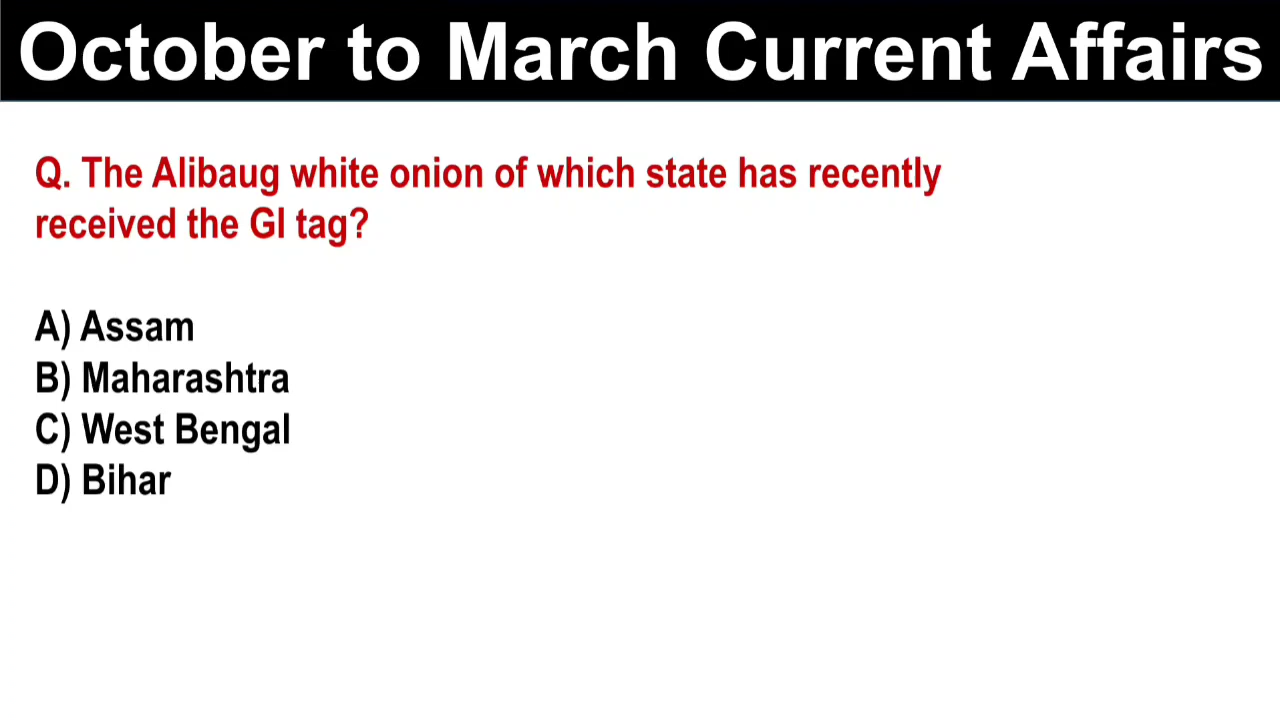 October to March Current Affairs
Q. The Alibaug white onion of which state has recently
received the GI tag?
A) Assam
B) Maharashtra
C) West Bengal
D) Bihar